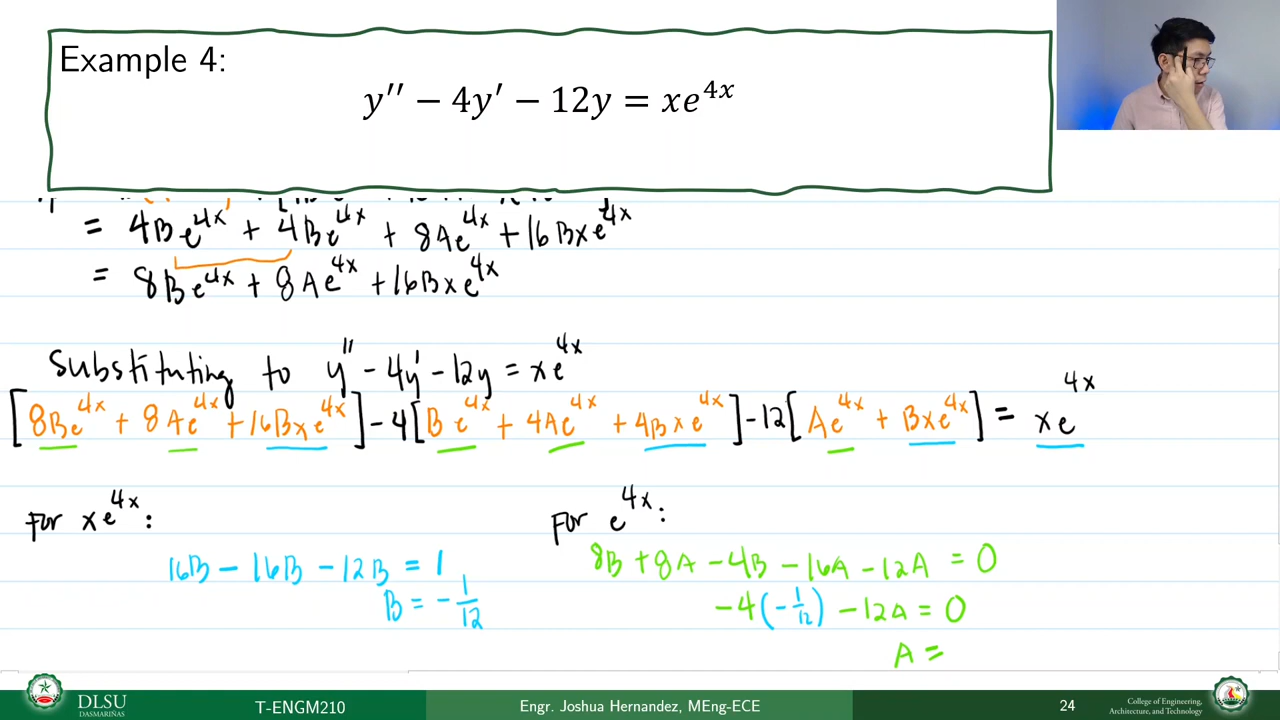 Example 4:
y′′ − 4y′ − 12y = xe^{4x}
= 4Be^{4x} + 4Be^{4x} + 8Ae^{4x} + 16Bxe^{4x}
= 8Be^{4x} + 8Ae^{4x} + 16Bxe^{4x}
Substituting to y'' - 4y' - 12y = xe^{4x}
[8Be^{4x} + 8Ae^{4x} + 16Bxe^{4x}] - 4[Be^{4x} + 4Ae^{4x} + 4Bxe^{4x}] - 12[Ae^{4x} + Bxe^{4x}] = xe^{4x}
For xe^{4x}:
16B - 16B - 12B = 1
B = -1/12
For e^{4x}:
8B + 8A - 4B - 16A - 12A = 0
-4(-1/12) - 12A = 0
A =
DLSU
DASMARIÑAS
T-ENGM210
Engr. Joshua Hernandez, MEng-ECE
24
College of Engineering,
Architecture, and Technology